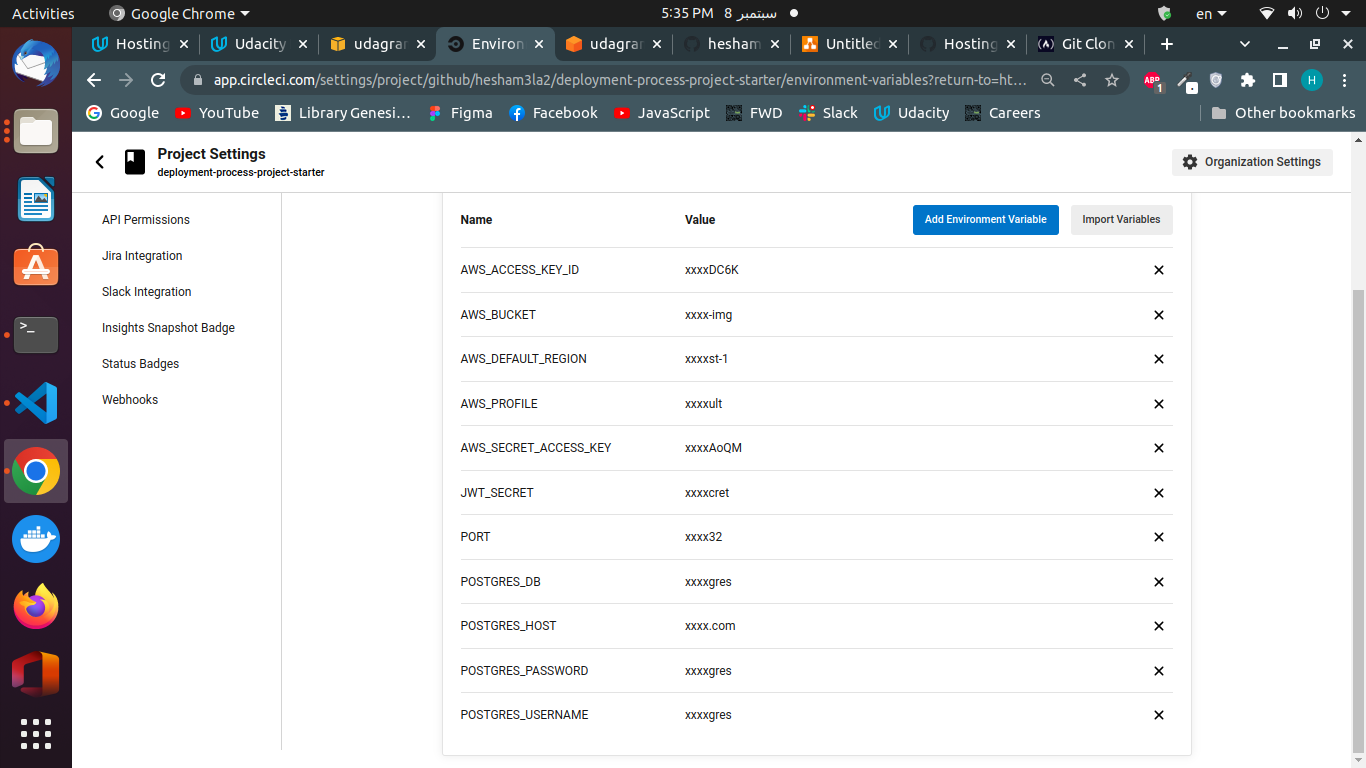 Activities Google Chrome 5:35 PM 8 سبتمبر en
Hosting Udacity udagrar Environ udagrar hesham Untitled Hosting Git Clon
app.circleci.com/settings/project/github/hesham3la2/deployment-process-project-starter/environment-variables?return-to=ht... ABP 1 H
Google YouTube Library Genesi... Figma Facebook JavaScript FWD Slack Udacity Careers Other bookmarks
Project Settings
deployment-process-project-starter
Organization Settings
API Permissions
Jira Integration
Slack Integration
Insights Snapshot Badge
Status Badges
Webhooks
Name Value Add Environment Variable Import Variables
AWS_ACCESS_KEY_ID xxxxDC6K
AWS_BUCKET xxxx-img
AWS_DEFAULT_REGION xxxxst-1
AWS_PROFILE xxxxult
AWS_SECRET_ACCESS_KEY xxxxAoQM
JWT_SECRET xxxxcret
PORT xxxx32
POSTGRES_DB xxxxgres
POSTGRES_HOST xxxx.com
POSTGRES_PASSWORD xxxxgres
POSTGRES_USERNAME xxxxgres